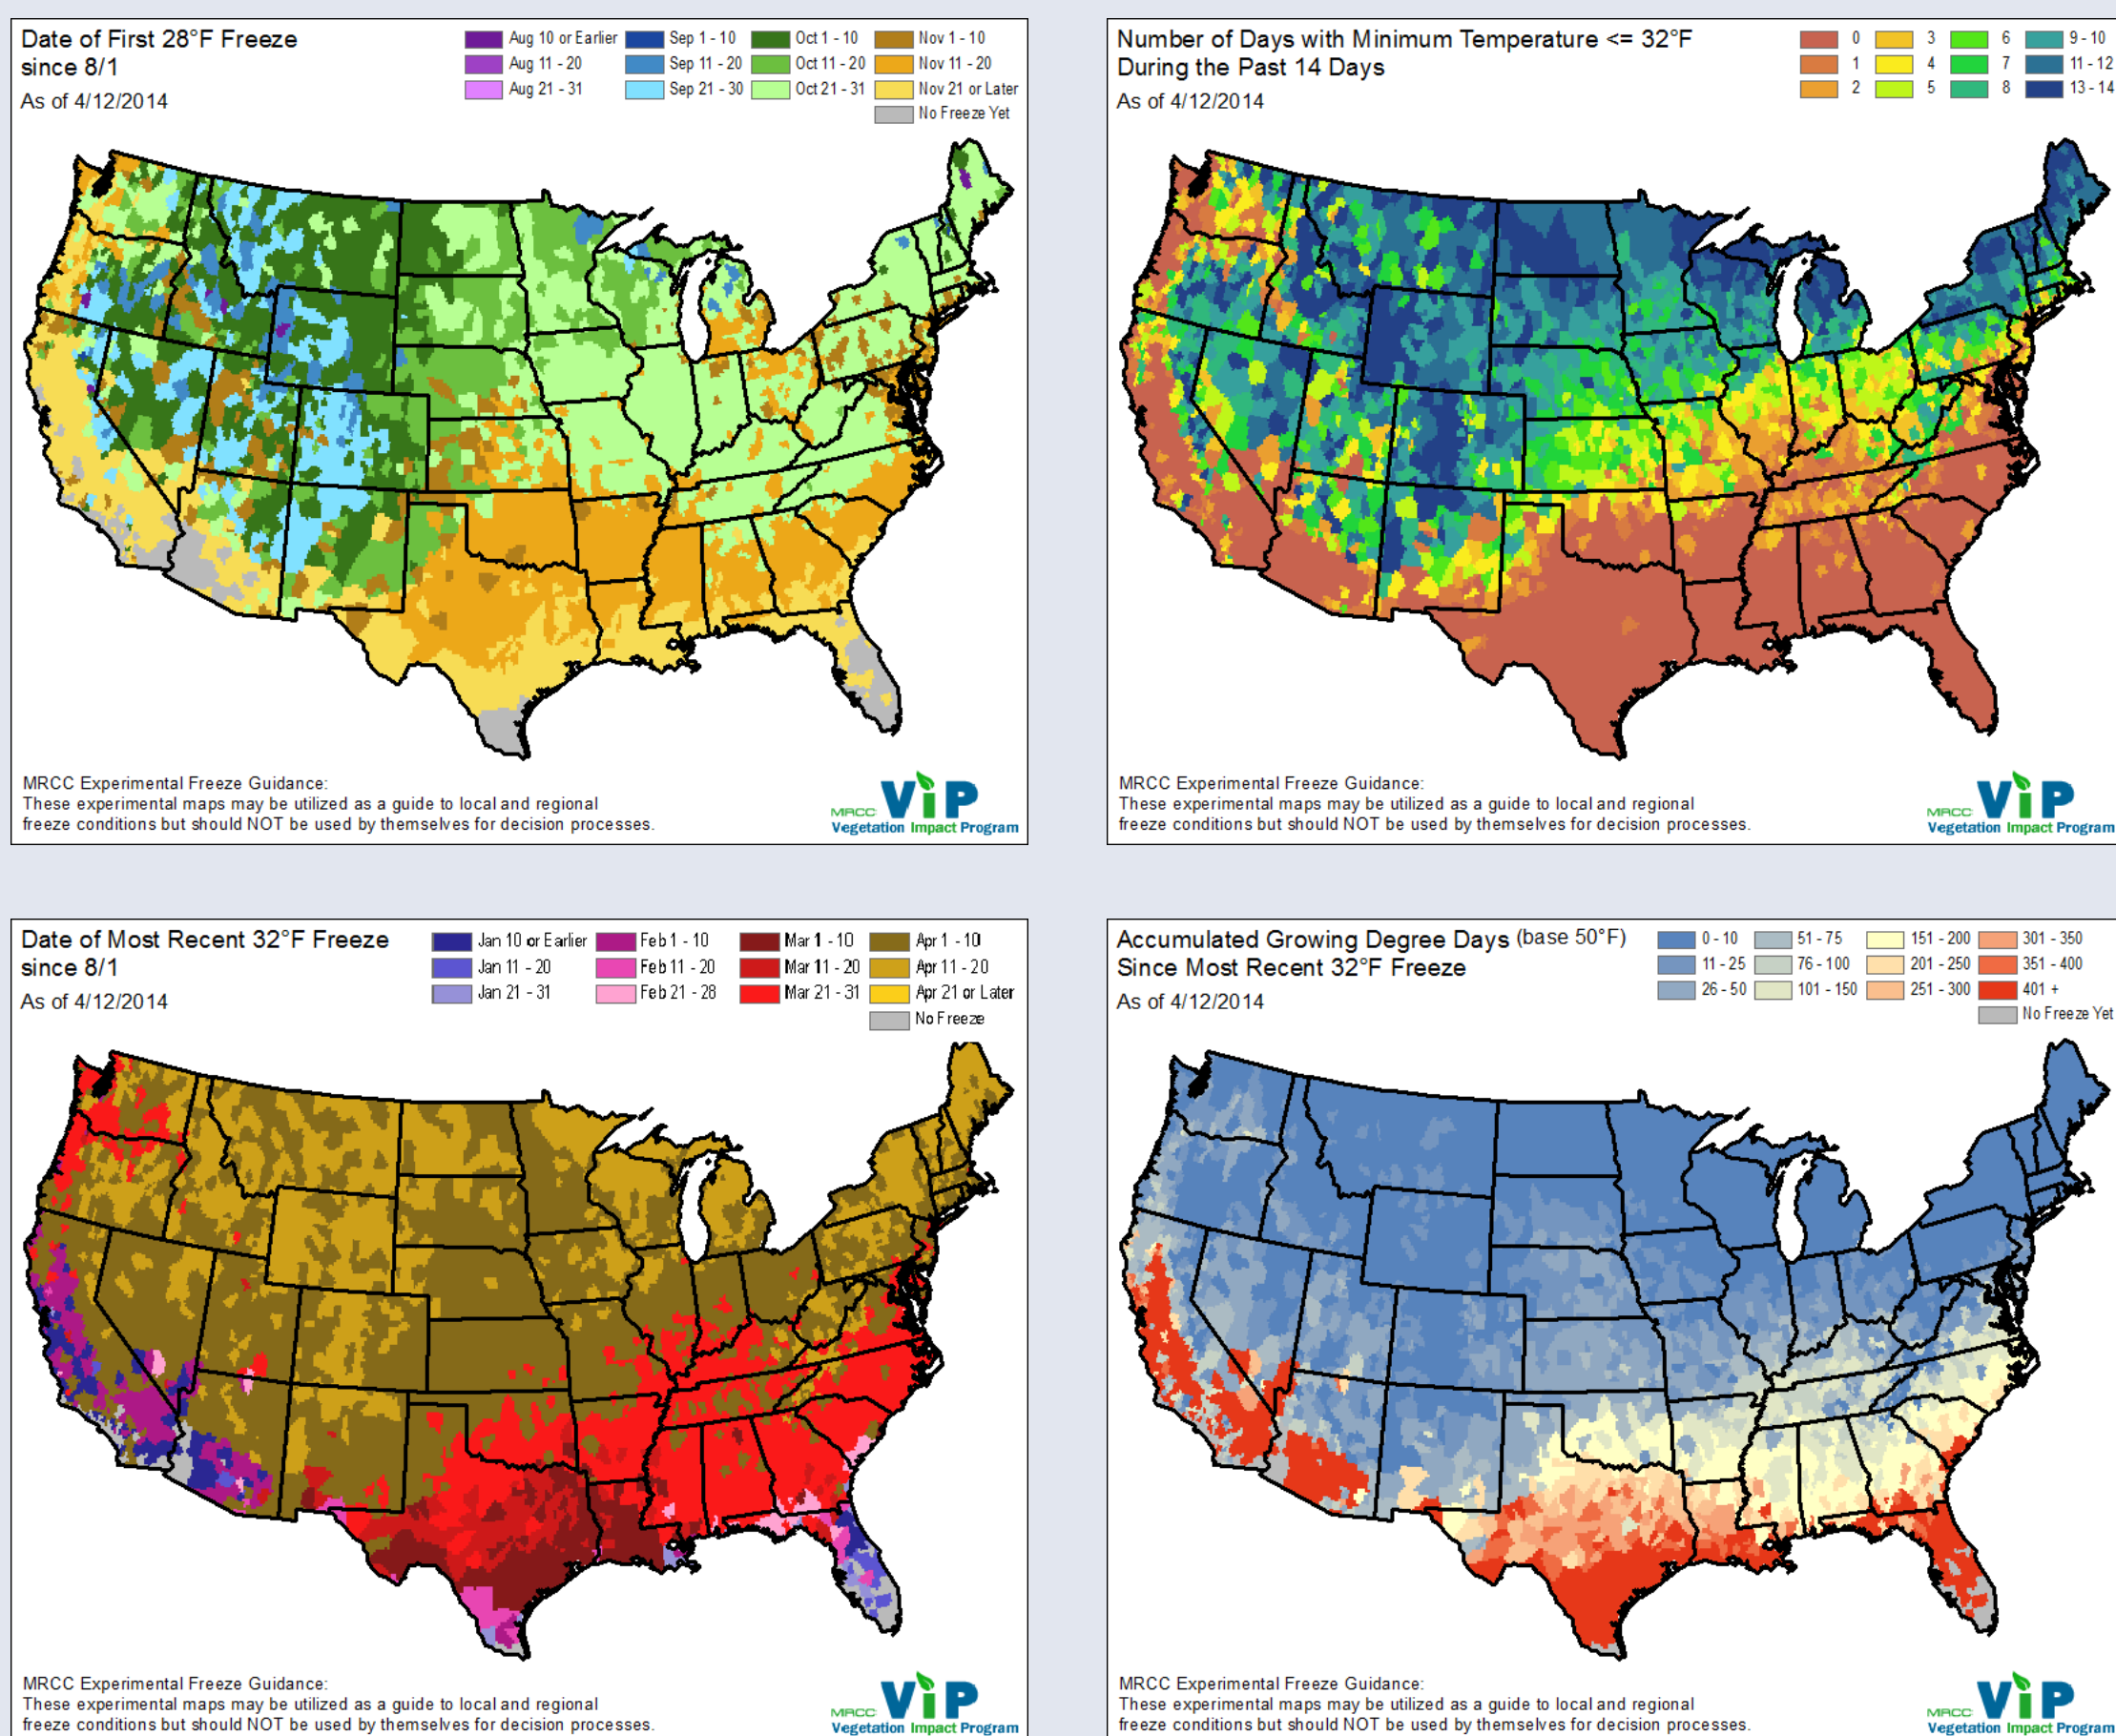 Date of First 28°F Freeze
since 8/1
As of 4/12/2014
Aug 10 or Earlier Sep 1 - 10 Oct 1 - 10 Nov 1 - 10
Aug 11 - 20 Sep 11 - 20 Oct 11 - 20 Nov 11 - 20
Aug 21 - 31 Sep 21 - 30 Oct 21 - 31 Nov 21 or Later
No Freeze Yet
MRCC Experimental Freeze Guidance:
These experimental maps may be utilized as a guide to local and regional
freeze conditions but should NOT be used by themselves for decision processes.
MRCC ViP
Vegetation Impact Program
Number of Days with Minimum Temperature <= 32°F
During the Past 14 Days
As of 4/12/2014
0 3 6 9 - 10
1 4 7 11 - 12
2 5 8 13 - 14
MRCC Experimental Freeze Guidance:
These experimental maps may be utilized as a guide to local and regional
freeze conditions but should NOT be used by themselves for decision processes.
MRCC ViP
Vegetation Impact Program
Date of Most Recent 32°F Freeze
since 8/1
As of 4/12/2014
Jan 10 or Earlier Feb 1 - 10 Mar 1 - 10 Apr 1 - 10
Jan 11 - 20 Feb 11 - 20 Mar 11 - 20 Apr 11 - 20
Jan 21 - 31 Feb 21 - 28 Mar 21 - 31 Apr 21 or Later
No Freeze
MRCC Experimental Freeze Guidance:
These experimental maps may be utilized as a guide to local and regional
freeze conditions but should NOT be used by themselves for decision processes.
MRCC ViP
Vegetation Impact Program
Accumulated Growing Degree Days (base 50°F)
Since Most Recent 32°F Freeze
As of 4/12/2014
0 - 10 51 - 75 151 - 200 301 - 350
11 - 25 76 - 100 201 - 250 351 - 400
26 - 50 101 - 150 251 - 300 401 +
No Freeze Yet
MRCC Experimental Freeze Guidance:
These experimental maps may be utilized as a guide to local and regional
freeze conditions but should NOT be used by themselves for decision processes.
MRCC ViP
Vegetation Impact Program